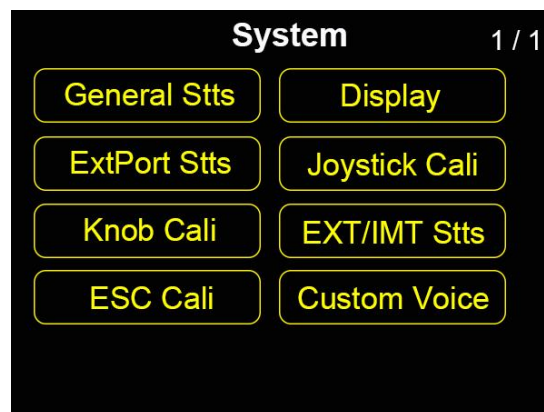 System 1 / 1
General Stts Display
ExtPort Stts Joystick Cali
Knob Cali EXT/IMT Stts
ESC Cali Custom Voice